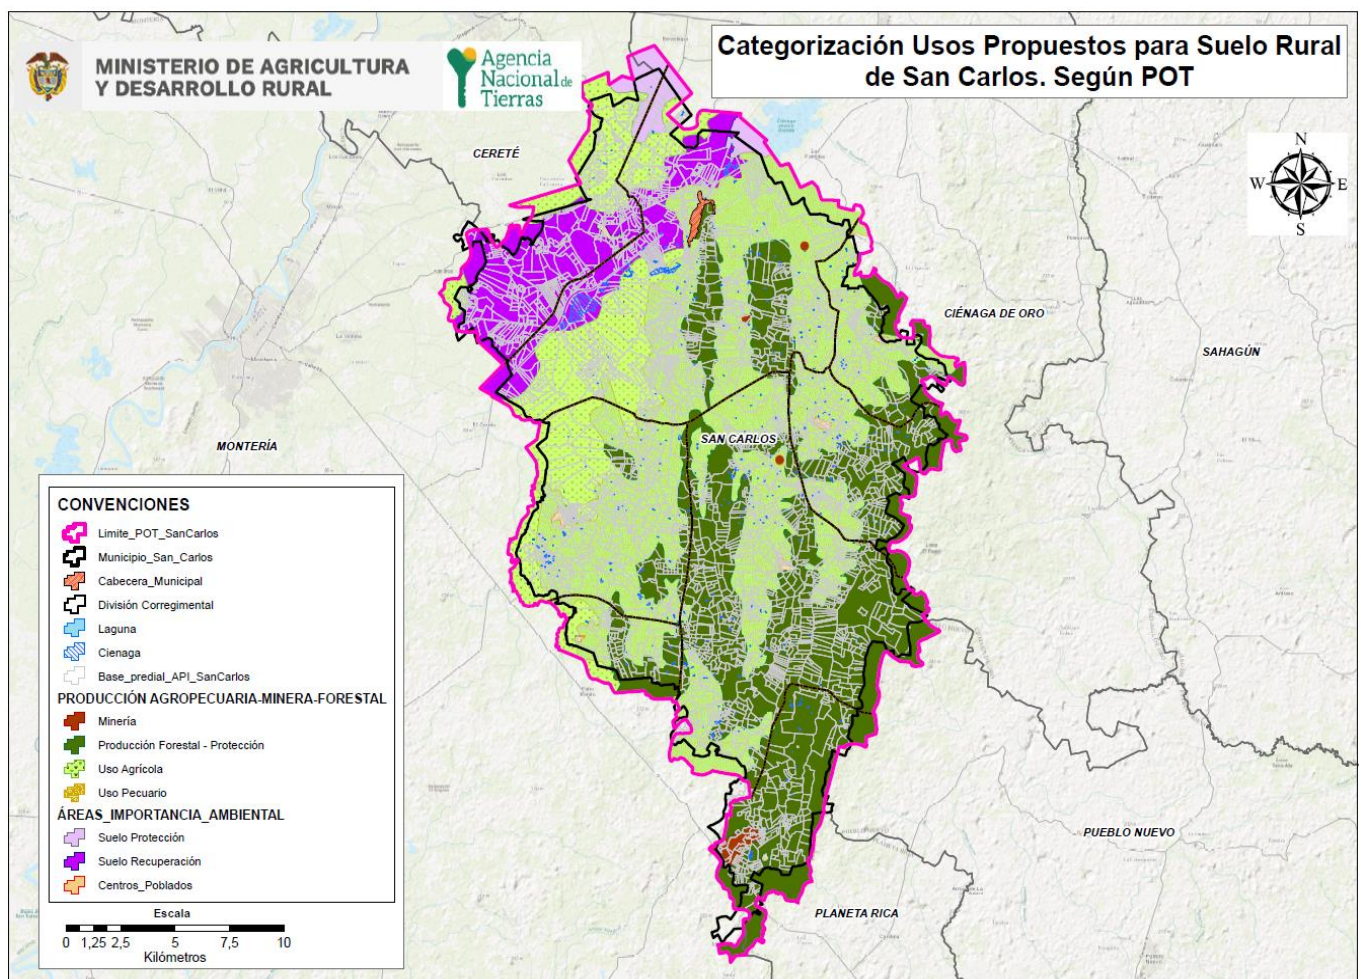 MINISTERIO DE AGRICULTURA
Y DESARROLLO RURAL
Agencia
Nacional de
Tierras
Categorización Usos Propuestos para Suelo Rural
de San Carlos. Según POT
N
W E
S
CERETÉ
CIÉNAGA DE ORO
SAHAGÚN
SAN CARLOS
MONTERÍA
PUEBLO NUEVO
PLANETA RICA
CONVENCIONES
Limite_POT_SanCarlos
Municipio_San_Carlos
Cabecera_Municipal
División Corregimental
Laguna
Cienaga
Base_predial_API_SanCarlos
PRODUCCIÓN AGROPECUARIA-MINERA-FORESTAL
Minería
Producción Forestal - Protección
Uso Agrícola
Uso Pecuario
ÁREAS_IMPORTANCIA_AMBIENTAL
Suelo Protección
Suelo Recuperación
Centros_Poblados
Escala
0 1,25 2,5 5 7,5 10
Kilómetros